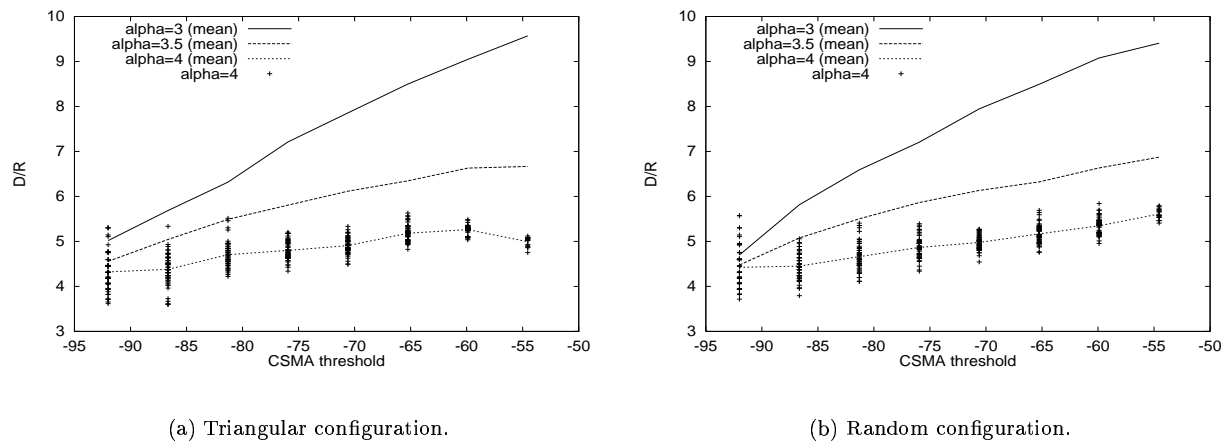 10
9
8
7
6
5
4
3
D/R
alpha=3 (mean)
alpha=3.5 (mean)
alpha=4 (mean)
alpha=4
-95 -90 -85 -80 -75 -70 -65 -60 -55 -50
CSMA threshold
(a) Triangular configuration.
10
9
8
7
6
5
4
3
D/R
alpha=3 (mean)
alpha=3.5 (mean)
alpha=4 (mean)
alpha=4
-95 -90 -85 -80 -75 -70 -65 -60 -55 -50
CSMA threshold
(b) Random configuration.